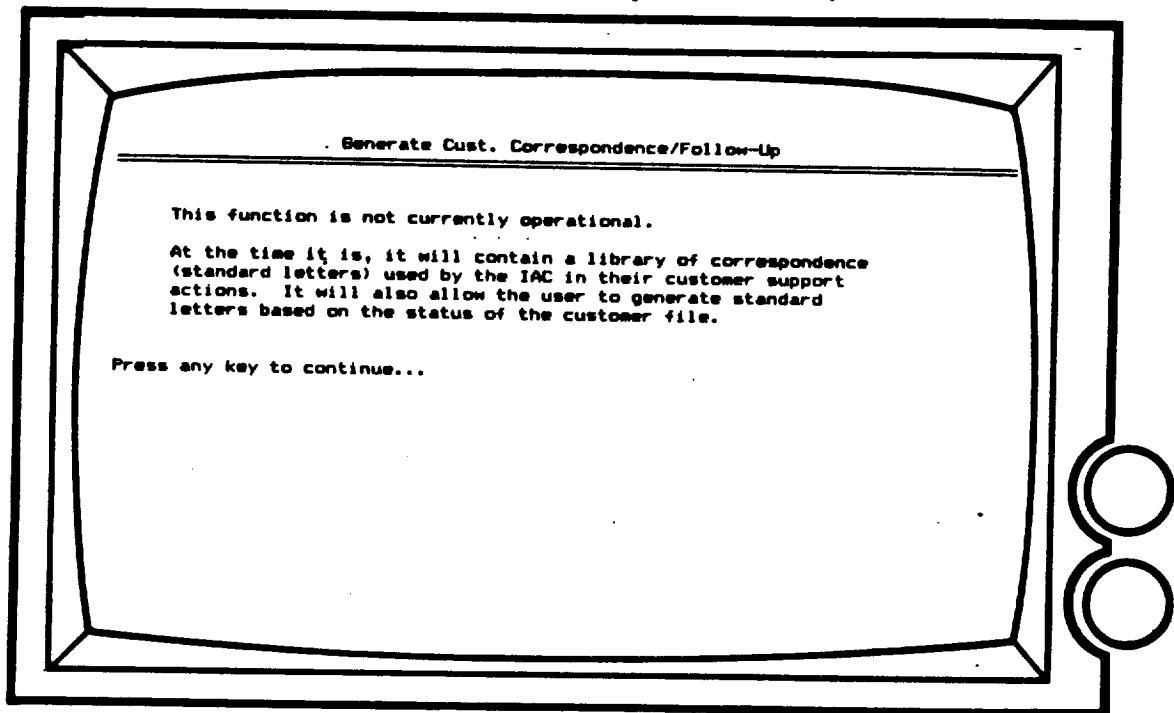 Generate Cust. Correspondence/Follow-Up
This function is not currently operational.
At the time it is, it will contain a library of correspondence
(standard letters) used by the IAC in their customer support
actions. It will also allow the user to generate standard
letters based on the status of the customer file.
Press any key to continue...